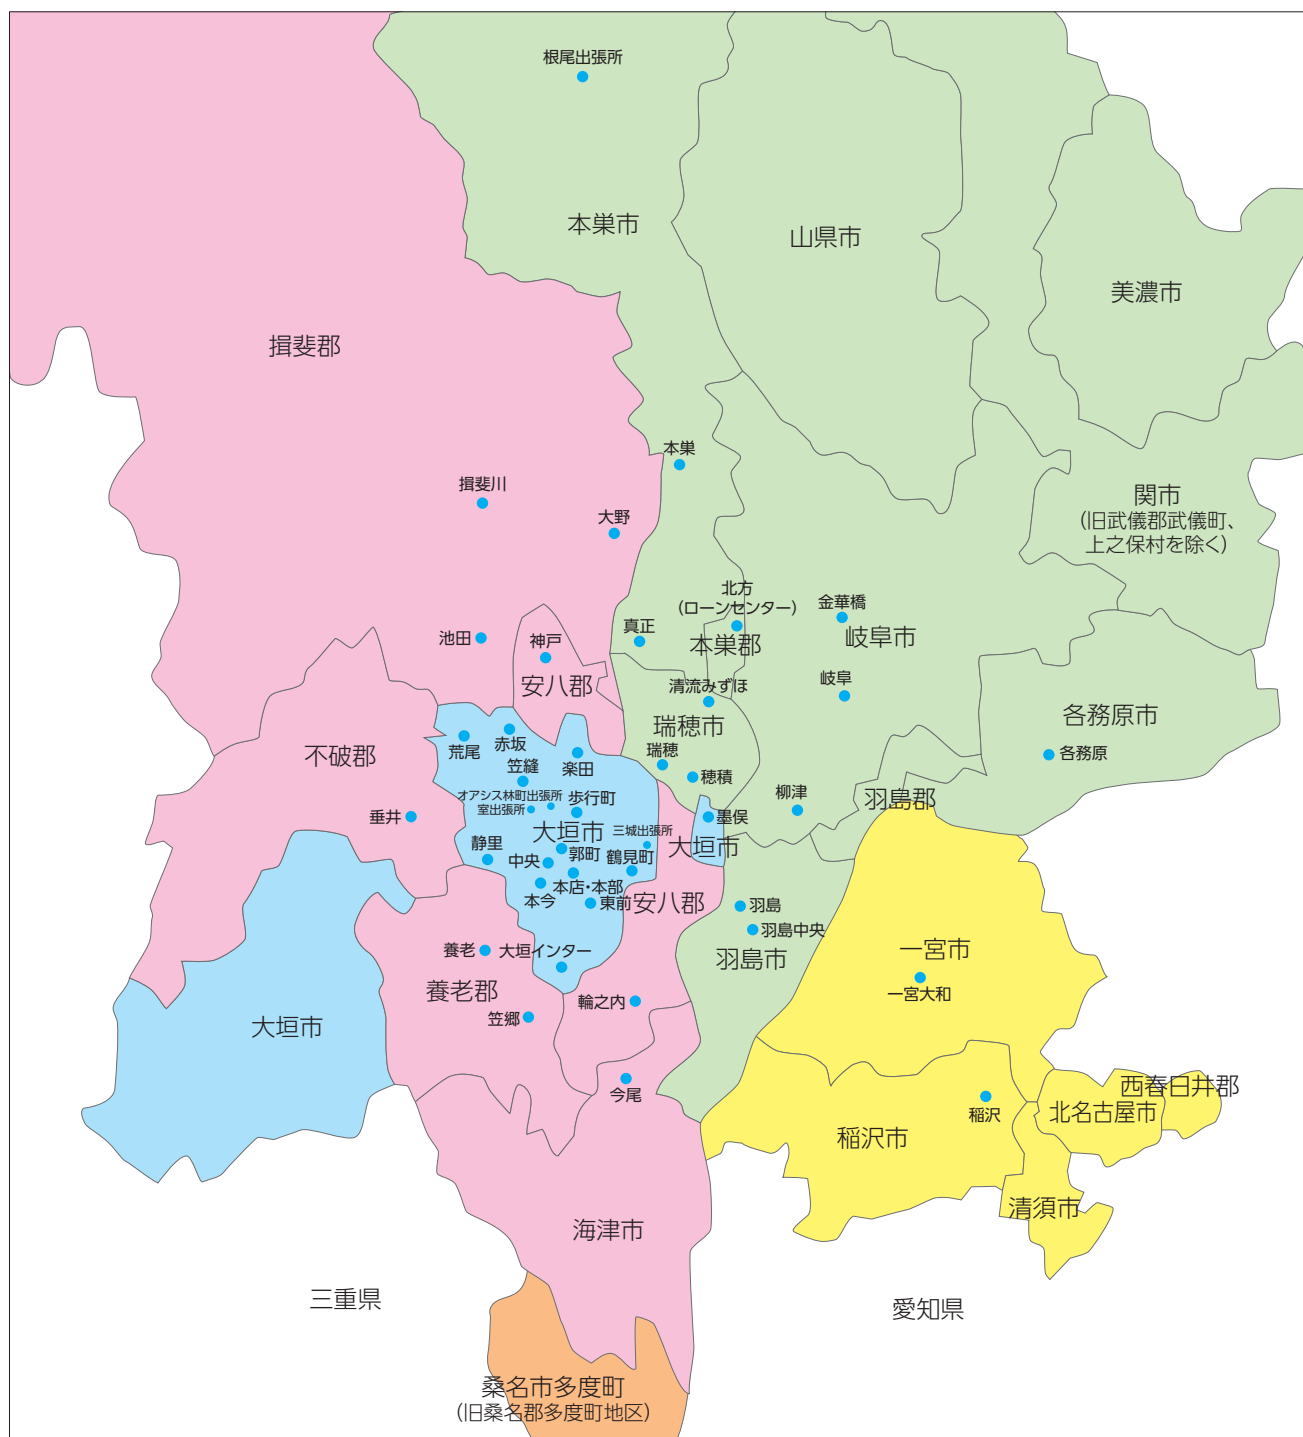 根尾出張所
本巣市
山県市
美濃市
揖斐郡
本巣
揖斐川
関市
(旧武儀郡武儀町、
上之保村を除く)
大野
北方
(ローンセンター)
金華橋
池田
神戸
真正
本巣郡
岐阜市
安八郡
清流みずほ
岐阜
各務原市
瑞穂市
不破郡
荒尾
赤坂
楽田
瑞穂
穂積
各務原
笠縫
オアシス林町出張所
室出張所
歩行町
柳津
羽島郡
垂井
大垣市
三城出張所
墨俣
大垣市
静里
中央
郭町
鶴見町
本店・本部
本今
東前
安八郡
羽島
羽島中央
養老
大垣インター
羽島市
一宮市
一宮大和
養老郡
輪之内
笠郷
大垣市
今尾
稲沢
西春日井郡
北名古屋市
稲沢市
清須市
海津市
三重県
愛知県
桑名市多度町
(旧桑名郡多度町地区)